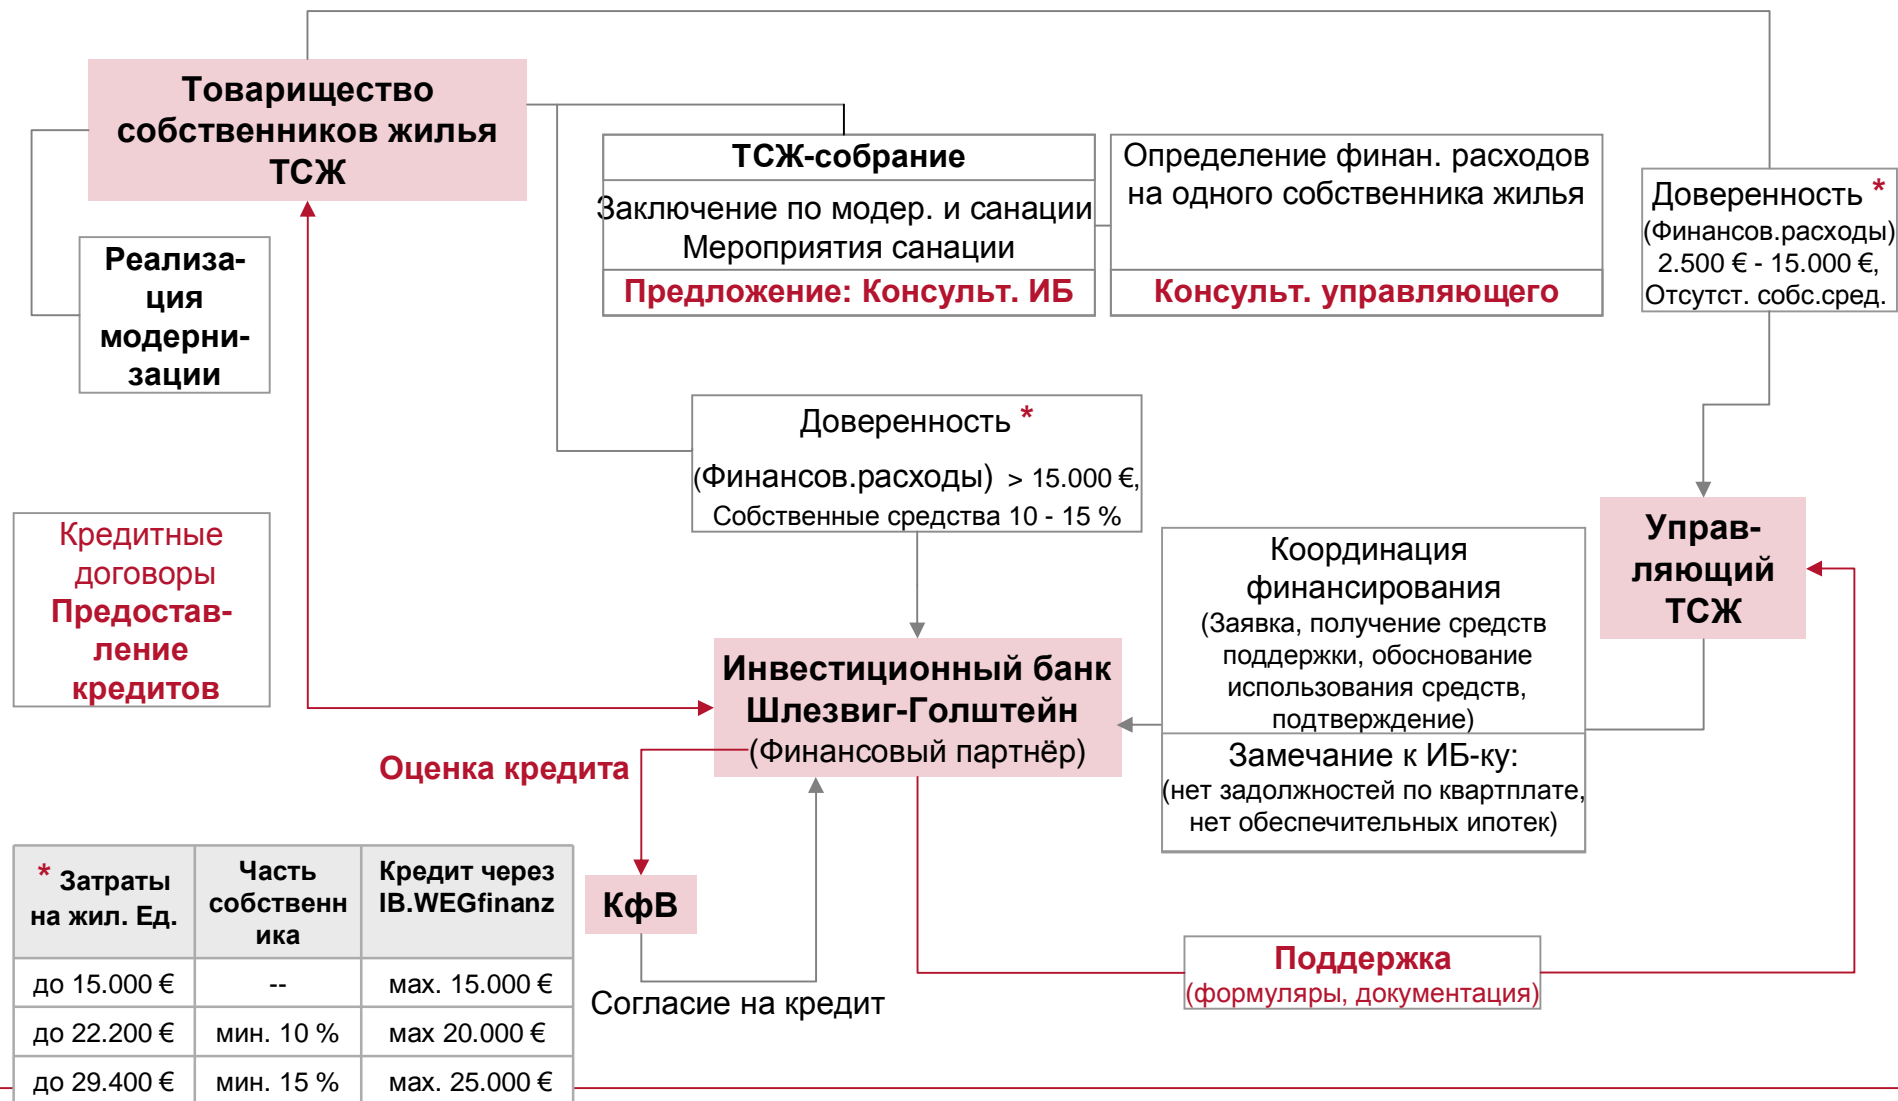 Товарищество
собственников жилья
ТСЖ
Реализа-
ция
модерни-
зации
ТСЖ-собрание
Заключение по модер. и санации
Мероприятия санации
Предложение: Консульт. ИБ
Определение финан. расходов
на одного собственника жилья
Консульт. управляющего
Доверенность *
(Финансов.расходы)
2.500 € - 15.000 €,
Отсутст. собс.сред.
Доверенность *
(Финансов.расходы) > 15.000 €,
Собственные средства 10 - 15 %
Кредитные
договоры
Предостав-
ление
кредитов
Координация
финансирования
(Заявка, получение средств
поддержки, обоснование
использования средств,
подтверждение)
Замечание к ИБ-ку:
(нет задолжностей по квартплате,
нет обеспечительных ипотек)
Управ-
ляющий
ТСЖ
Инвестиционный банк
Шлезвиг-Голштейн
(Финансовый партнёр)
Оценка кредита
КфВ
Согласие на кредит
Поддержка
(формуляры, документация)
* Затраты
на жил. Ед.
Часть
собственн
ика
Кредит через
IB.WEGfinanz
до 15.000 € -- мах. 15.000 €
до 22.200 € мин. 10 % мах 20.000 €
до 29.400 € мин. 15 % мах. 25.000 €